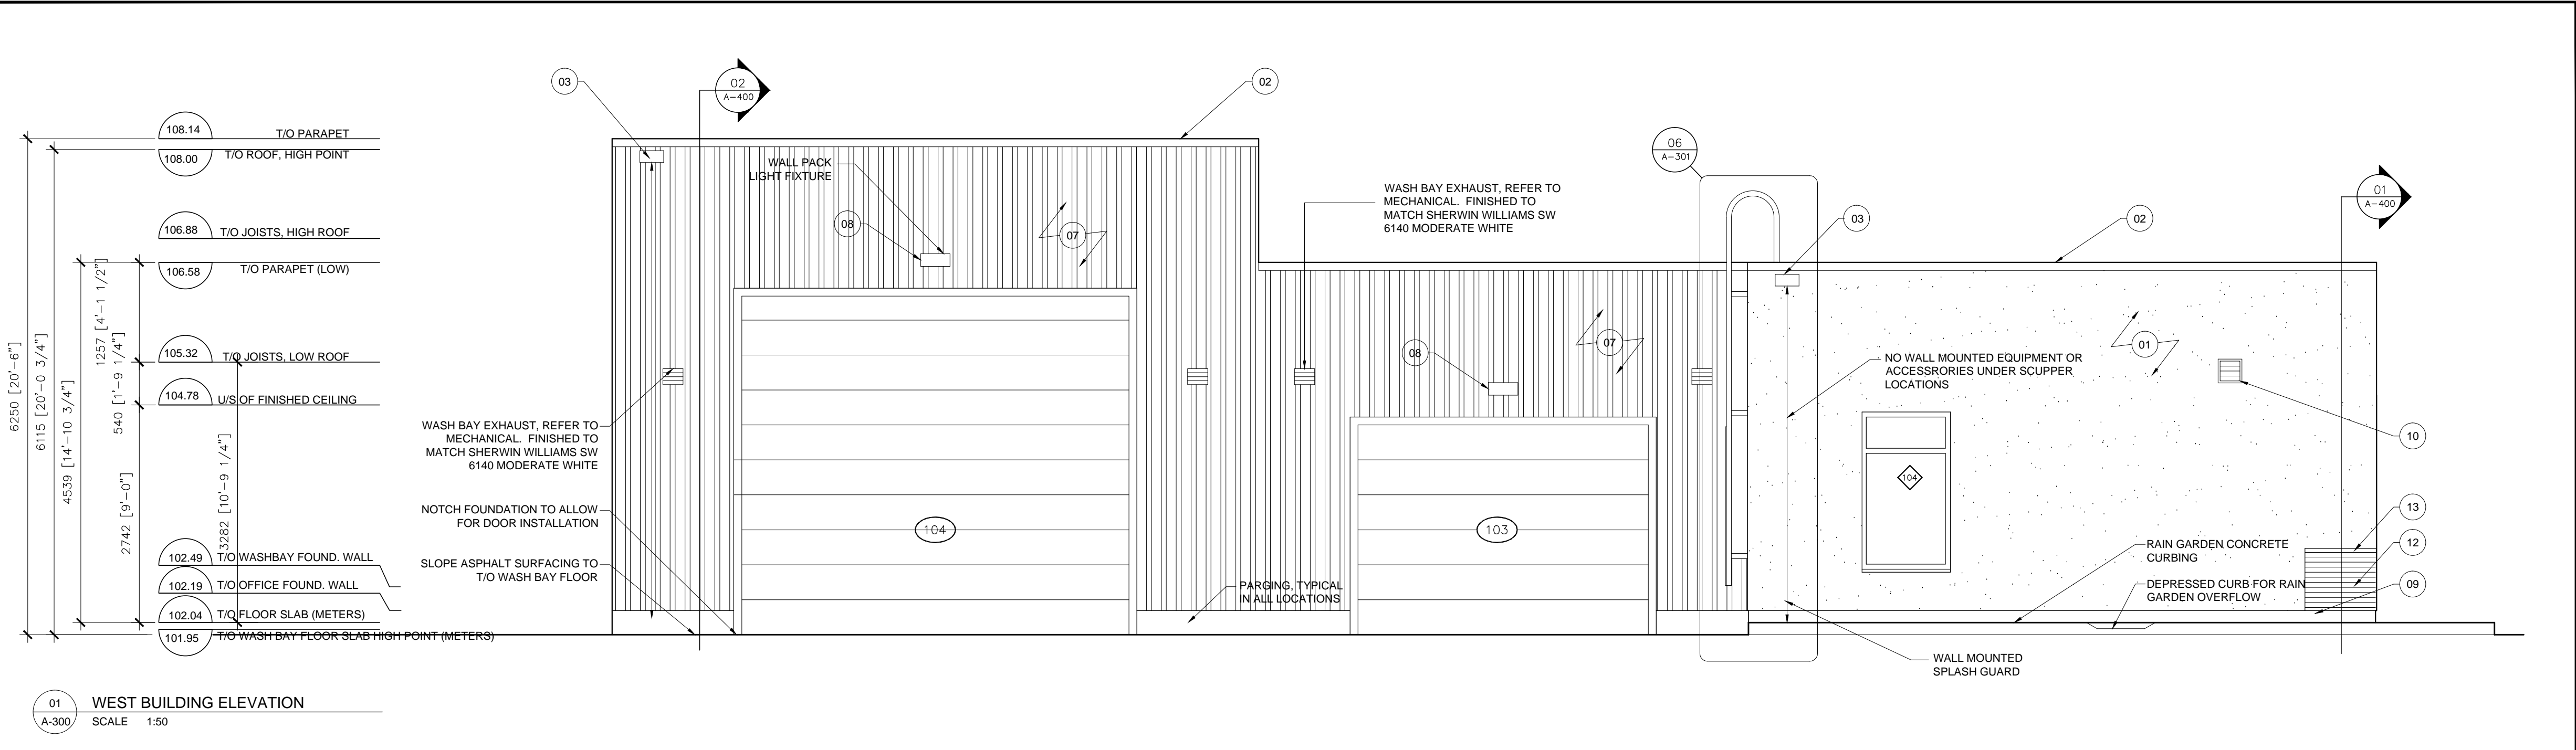 03
02
A-400
02
108.14
T/O PARAPET
108.00
T/O ROOF, HIGH POINT
106.88
T/O JOISTS, HIGH ROOF
106.58
T/O PARAPET (LOW)
105.32
T/O JOISTS, LOW ROOF
104.78
U/S OF FINISHED CEILING
102.49
T/O WASHBAY FOUND. WALL
102.19
T/O OFFICE FOUND. WALL
102.04
T/O FLOOR SLAB (METERS)
101.95
T/O WASH BAY FLOOR SLAB HIGH POINT (METERS)
6250 [20'-6"]
6115 [20'-0 3/4"]
4539 [14'-10 3/4"]
1257 [4'-1 1/2"]
540 [1'-9 1/4"]
2742 [9'-0"]
3282 [10'-9 1/4"]
WALL PACK
LIGHT FIXTURE
08
07
WASH BAY EXHAUST, REFER TO
MECHANICAL. FINISHED TO
MATCH SHERWIN WILLIAMS SW
6140 MODERATE WHITE
NOTCH FOUNDATION TO ALLOW
FOR DOOR INSTALLATION
SLOPE ASPHALT SURFACING TO
T/O WASH BAY FLOOR
104
PARGING, TYPICAL
IN ALL LOCATIONS
WASH BAY EXHAUST, REFER TO
MECHANICAL. FINISHED TO
MATCH SHERWIN WILLIAMS SW
6140 MODERATE WHITE
08
07
103
06
A-301
03
02
01
A-400
NO WALL MOUNTED EQUIPMENT OR
ACCESSRORIES UNDER SCUPPER
LOCATIONS
01
104
10
13
12
09
RAIN GARDEN CONCRETE
CURBING
DEPRESSED CURB FOR RAIN
GARDEN OVERFLOW
WALL MOUNTED
SPLASH GUARD
01
A-300
WEST BUILDING ELEVATION
SCALE 1:50